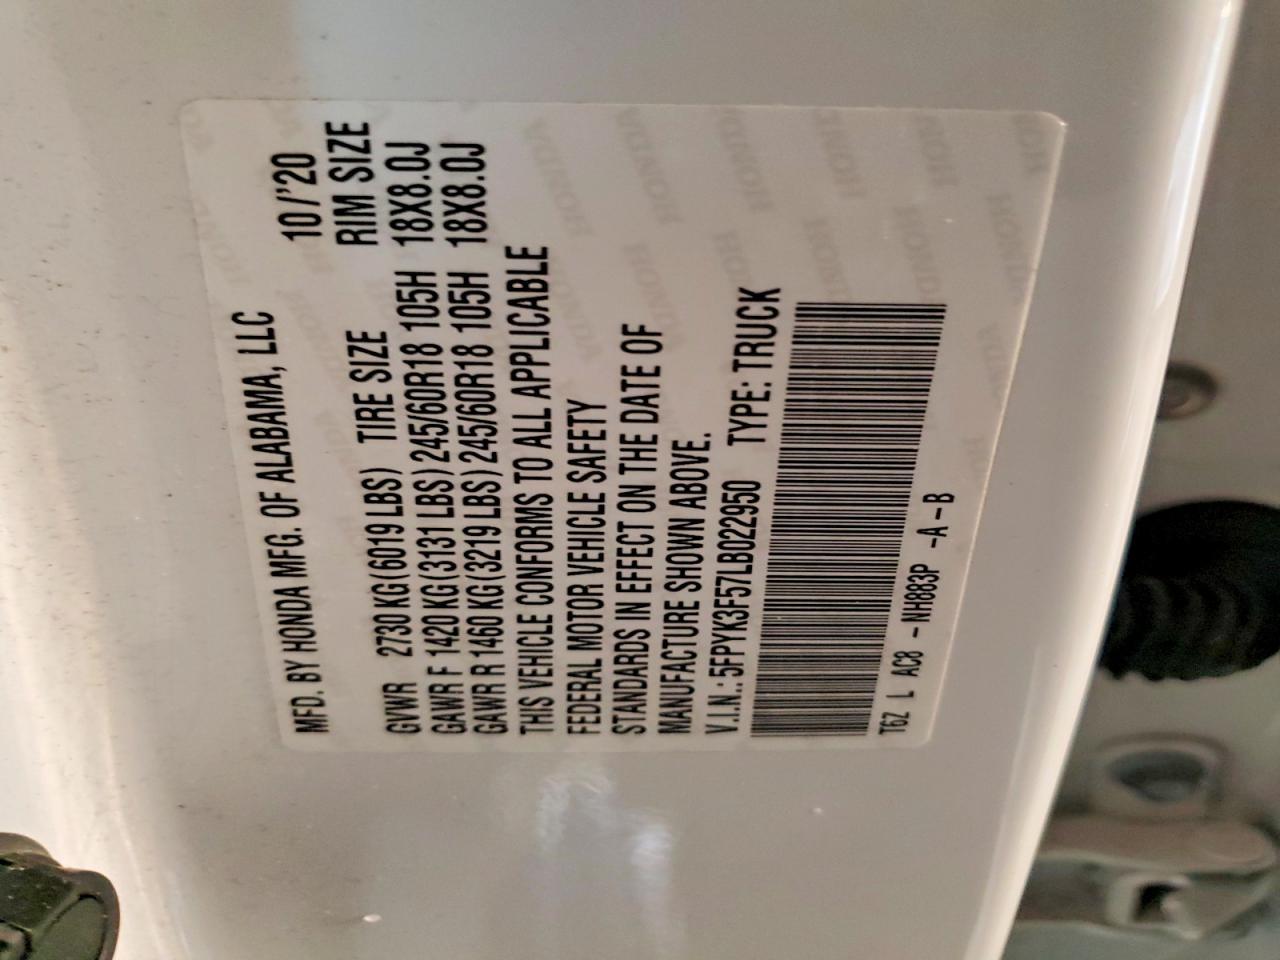 MFD. BY HONDA MFG. OF ALABAMA, LLC 10/'20
GVWR 2730 KG(6019 LBS) TIRE SIZE RIM SIZE
GAWR F 1420 KG(3131 LBS) 245/60R18 105H 18X8.0J
GAWR R 1460 KG(3219 LBS) 245/60R18 105H 18X8.0J
THIS VEHICLE CONFORMS TO ALL APPLICABLE
FEDERAL MOTOR VEHICLE SAFETY
STANDARDS IN EFFECT ON THE DATE OF
MANUFACTURE SHOWN ABOVE.
V.I.N.: 5FPYK3F57LB022950 TYPE: TRUCK
T6Z L AC8 -NH883P -A-B